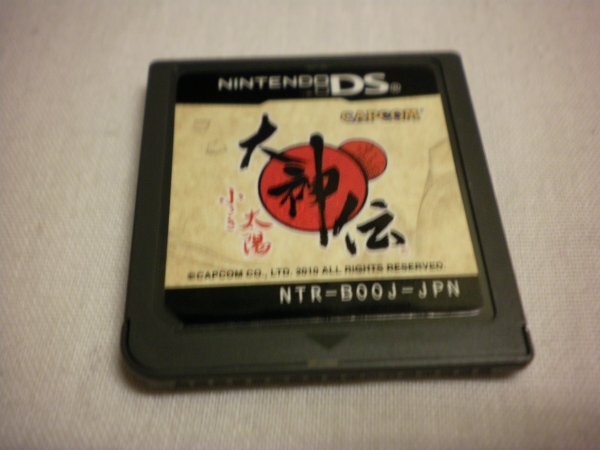 NINTENDO DS
CAPCOM
大神伝
小さき太陽
©CAPCOM CO., LTD. 2010 ALL RIGHTS RESERVED.
NTR-BOOJ-JPN